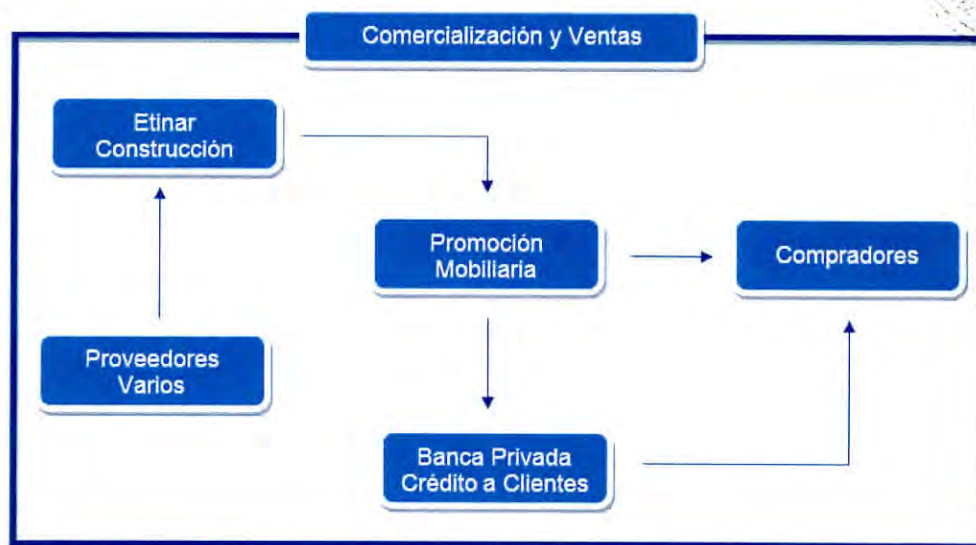 Comercialización y Ventas
Etinar
Construcción
Promoción
Mobiliaria
Compradores
Proveedores
Varios
Banca Privada
Crédito a Clientes